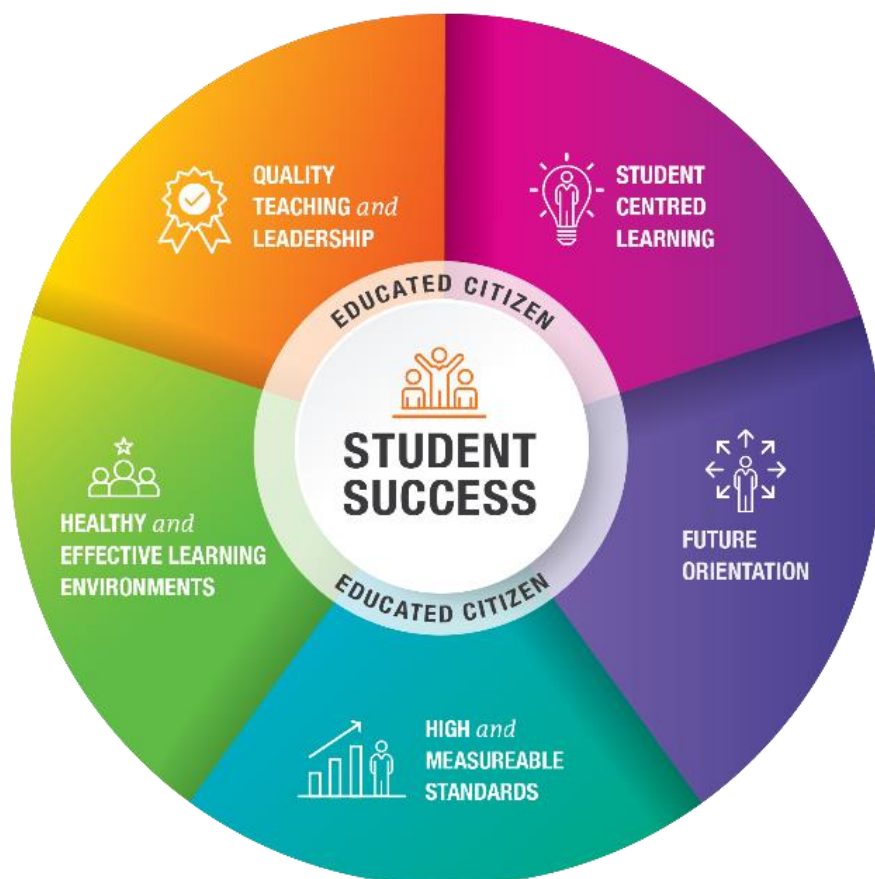 QUALITY
TEACHING and
LEADERSHIP
STUDENT
CENTRED
LEARNING
EDUCATED CITIZEN
STUDENT
SUCCESS
EDUCATED CITIZEN
HEALTHY and
EFFECTIVE LEARNING
ENVIRONMENTS
FUTURE
ORIENTATION
HIGH and
MEASUREABLE
STANDARDS